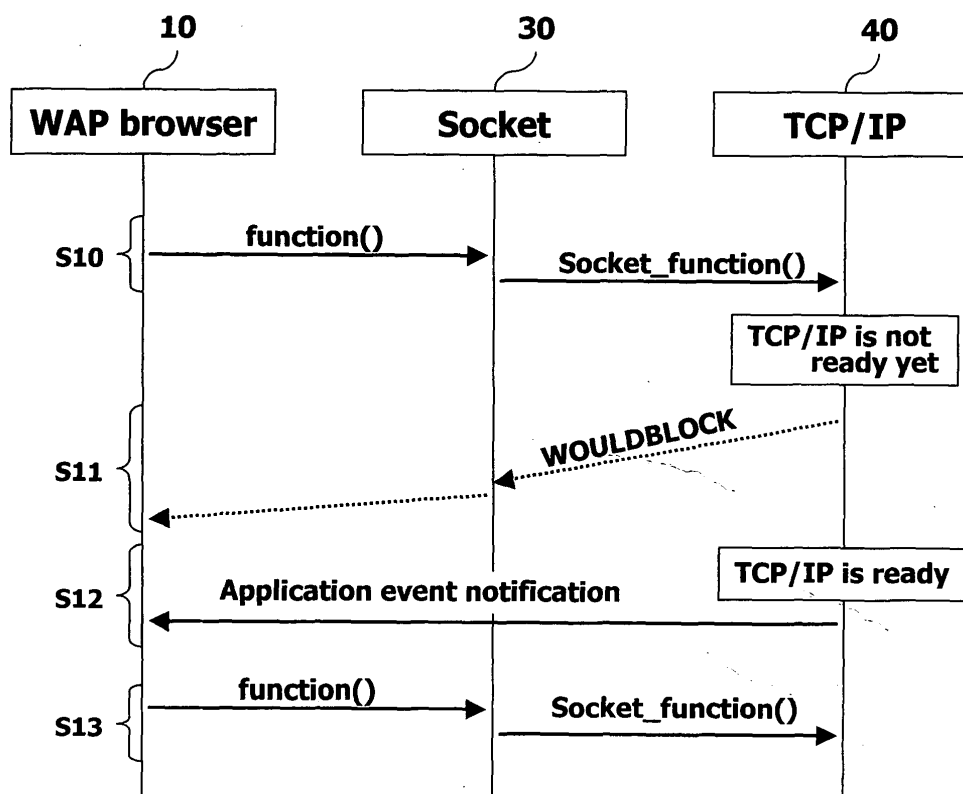 10
30
40
WAP browser
Socket
TCP/IP
S10
function()
Socket_function()
TCP/IP is not
ready yet
S11
WOULDBLOCK
S12
TCP/IP is ready
Application event notification
S13
function()
Socket_function()